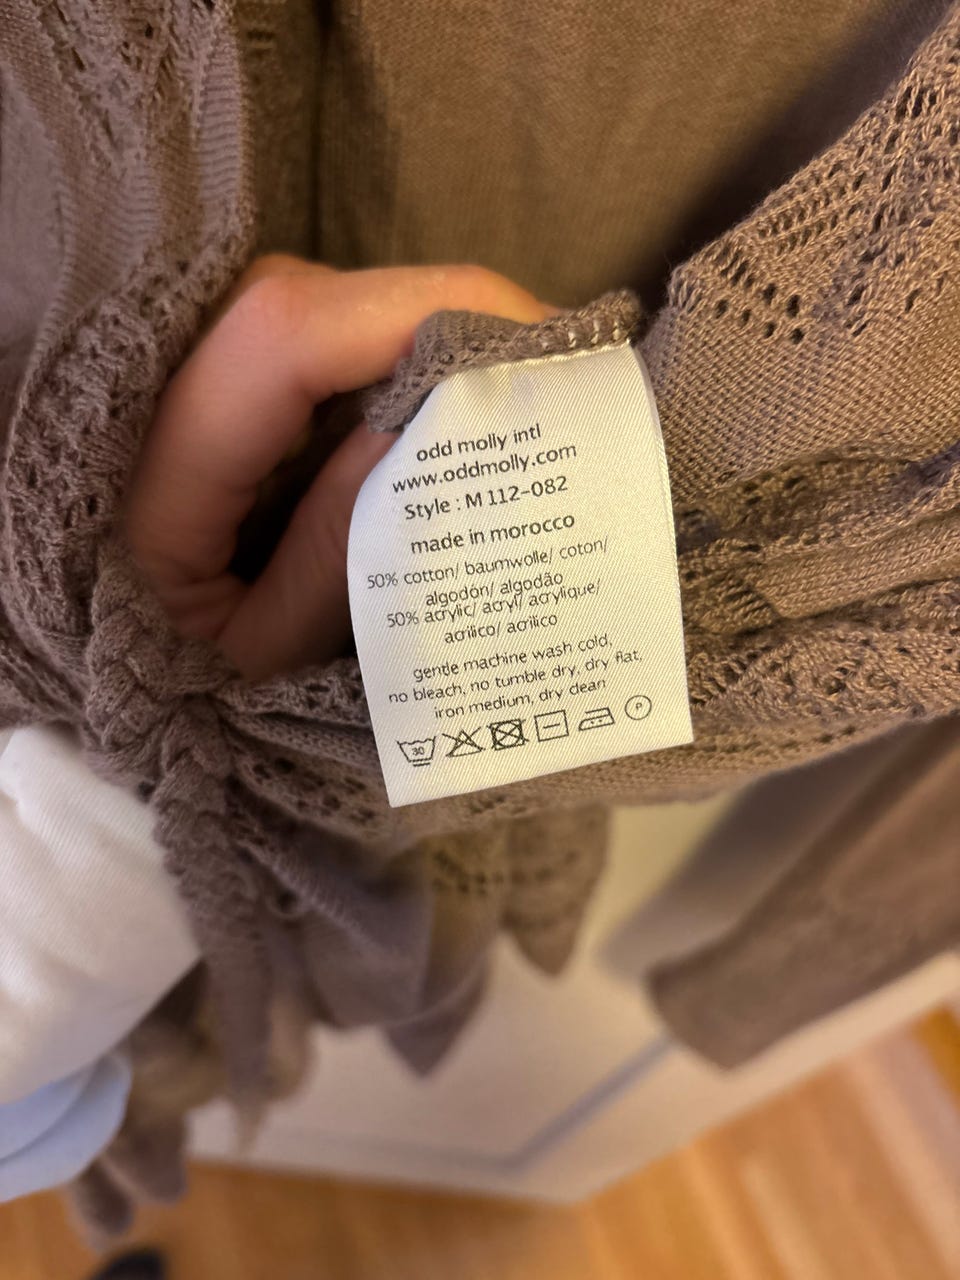 odd molly intl
www.oddmolly.com
Style : M 112-082
made in morocco
50% cotton/ baumwolle/ coton/
algodón/ algodão
50% acrylic/ acryl/ acrylique/
acrilico/ acrilico
gentle machine wash cold,
no bleach, no tumble dry, dry flat,
iron medium, dry clean
30 P